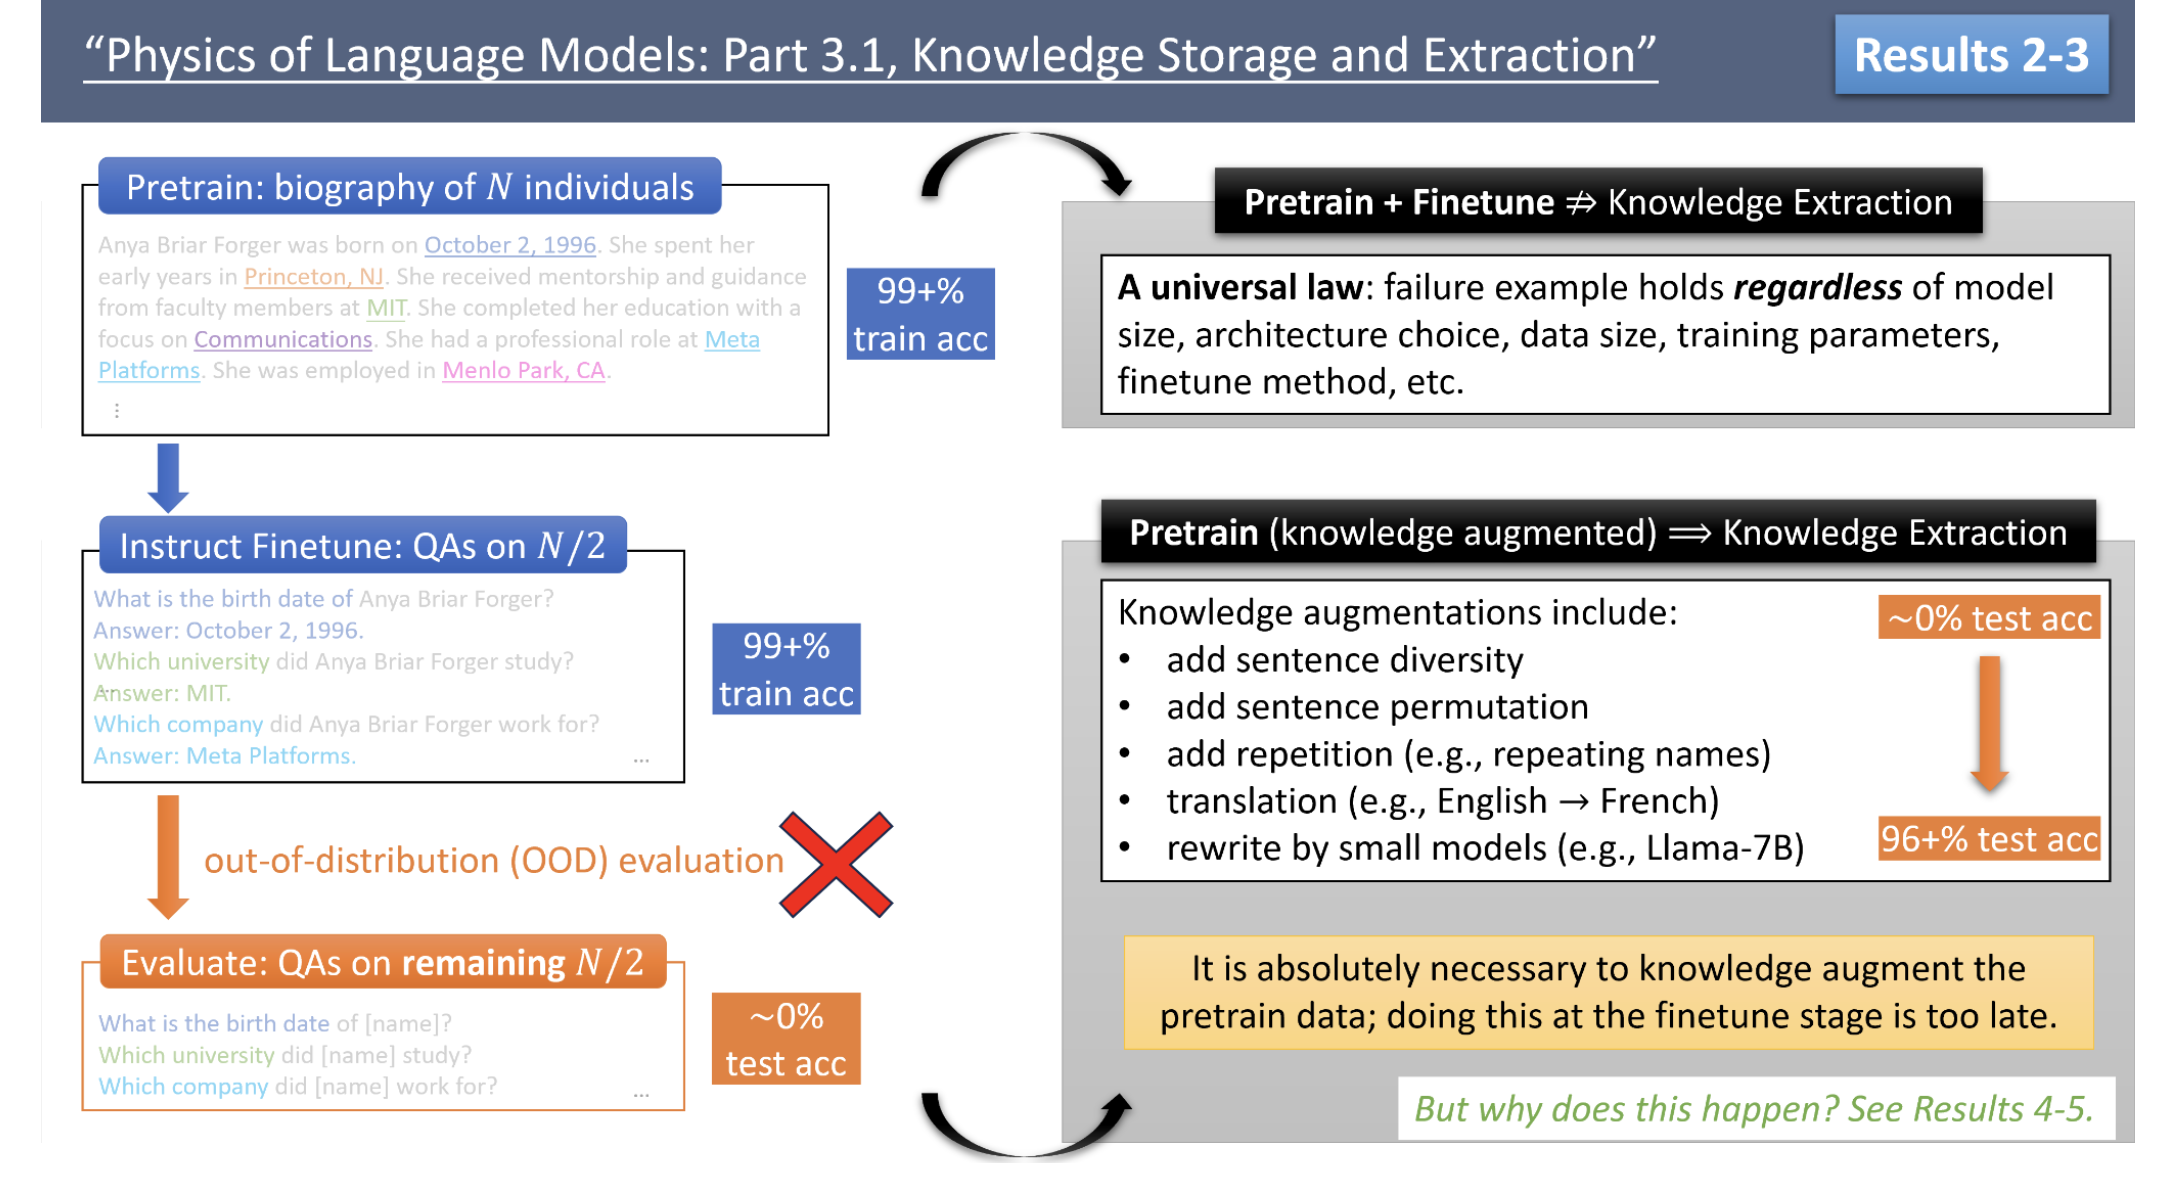 “Physics of Language Models: Part 3.1, Knowledge Storage and Extraction”
Results 2-3
Pretrain: biography of N individuals
Anya Briar Forger was born on October 2, 1996. She spent her
early years in Princeton, NJ. She received mentorship and guidance
from faculty members at MIT. She completed her education with a
focus on Communications. She had a professional role at Meta
Platforms. She was employed in Menlo Park, CA.
⋮
99+%
train acc
Instruct Finetune: QAs on N/2
What is the birth date of Anya Briar Forger?
Answer: October 2, 1996.
Which university did Anya Briar Forger study?
Answer: MIT.
...
Which company did Anya Briar Forger work for?
Answer: Meta Platforms.
...
99+%
train acc
out-of-distribution (OOD) evaluation
Evaluate: QAs on remaining N/2
What is the birth date of [name]?
Which university did [name] study?
Which company did [name] work for?
...
~0%
test acc
Pretrain + Finetune ⇏ Knowledge Extraction
A universal law: failure example holds regardless of model
size, architecture choice, data size, training parameters,
finetune method, etc.
Pretrain (knowledge augmented) ⟹ Knowledge Extraction
Knowledge augmentations include:
• add sentence diversity
• add sentence permutation
• add repetition (e.g., repeating names)
• translation (e.g., English → French)
• rewrite by small models (e.g., Llama-7B)
~0% test acc
96+% test acc
It is absolutely necessary to knowledge augment the
pretrain data; doing this at the finetune stage is too late.
But why does this happen? See Results 4-5.